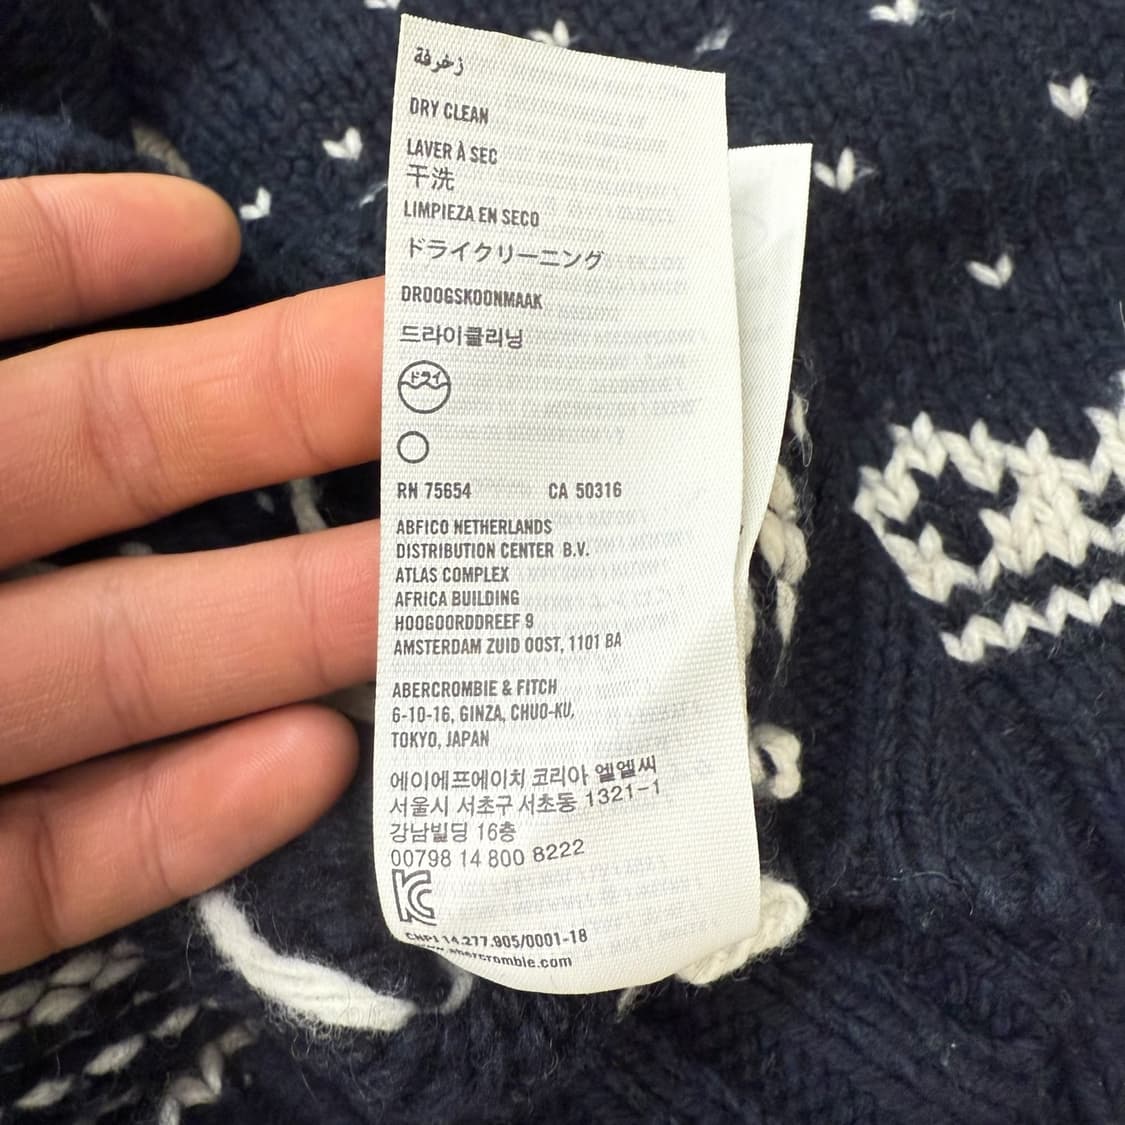 زخرفة
DRY CLEAN
LAVER À SEC
干洗
LIMPIEZA EN SECO
ドライクリーニング
DROOGSKOONMAAK
드라이클리닝
ドライ
RN 75654 CA 50316
ABFICO NETHERLANDS
DISTRIBUTION CENTER B.V.
ATLAS COMPLEX
AFRICA BUILDING
HOOGOORDDREEF 9
AMSTERDAM ZUID OOST, 1101 BA
ABERCROMBIE & FITCH
6-10-16, GINZA, CHUO-KU,
TOKYO, JAPAN
에이에프에이치 코리아 엘엘씨
서울시 서초구 서초동 1321-1
강남빌딩 16층
00798 14 800 8222
CNPJ 14.277.905/0001-18
www.abercrombie.com